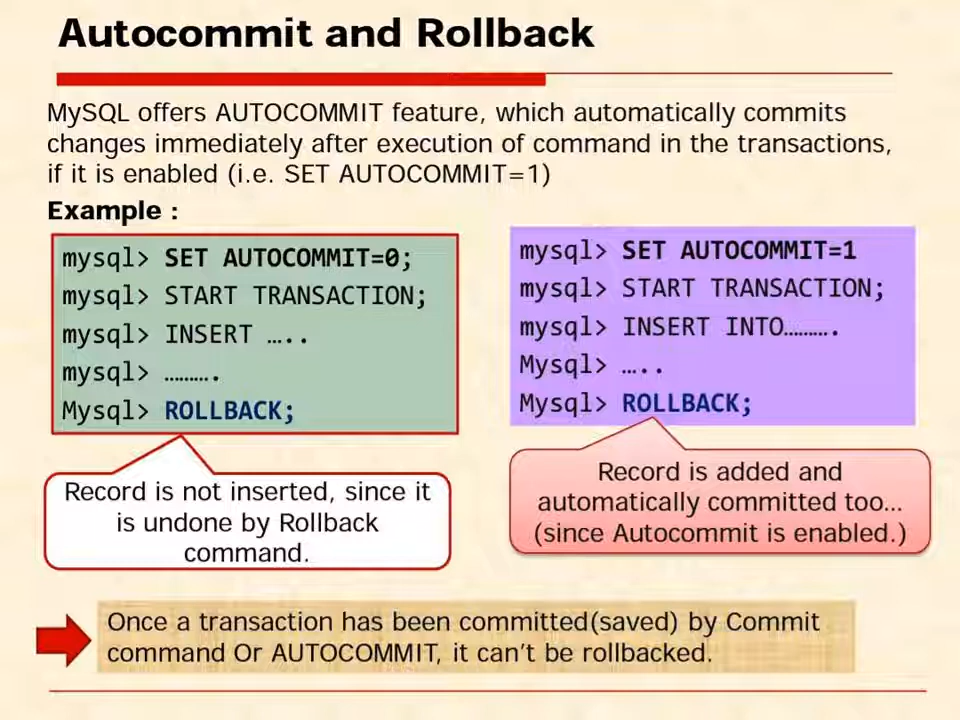 Autocommit and Rollback
MySQL offers AUTOCOMMIT feature, which automatically commits
changes immediately after execution of command in the transactions,
if it is enabled (i.e. SET AUTOCOMMIT=1)
Example :
mysql> SET AUTOCOMMIT=0;
mysql> START TRANSACTION;
mysql> INSERT …..
mysql> ……….
Mysql> ROLLBACK;
Record is not inserted, since it
is undone by Rollback
command.
mysql> SET AUTOCOMMIT=1
mysql> START TRANSACTION;
mysql> INSERT INTO……….
Mysql> …..
Mysql> ROLLBACK;
Record is added and
automatically committed too…
(since Autocommit is enabled.)
Once a transaction has been committed(saved) by Commit
command Or AUTOCOMMIT, it can’t be rollbacked.